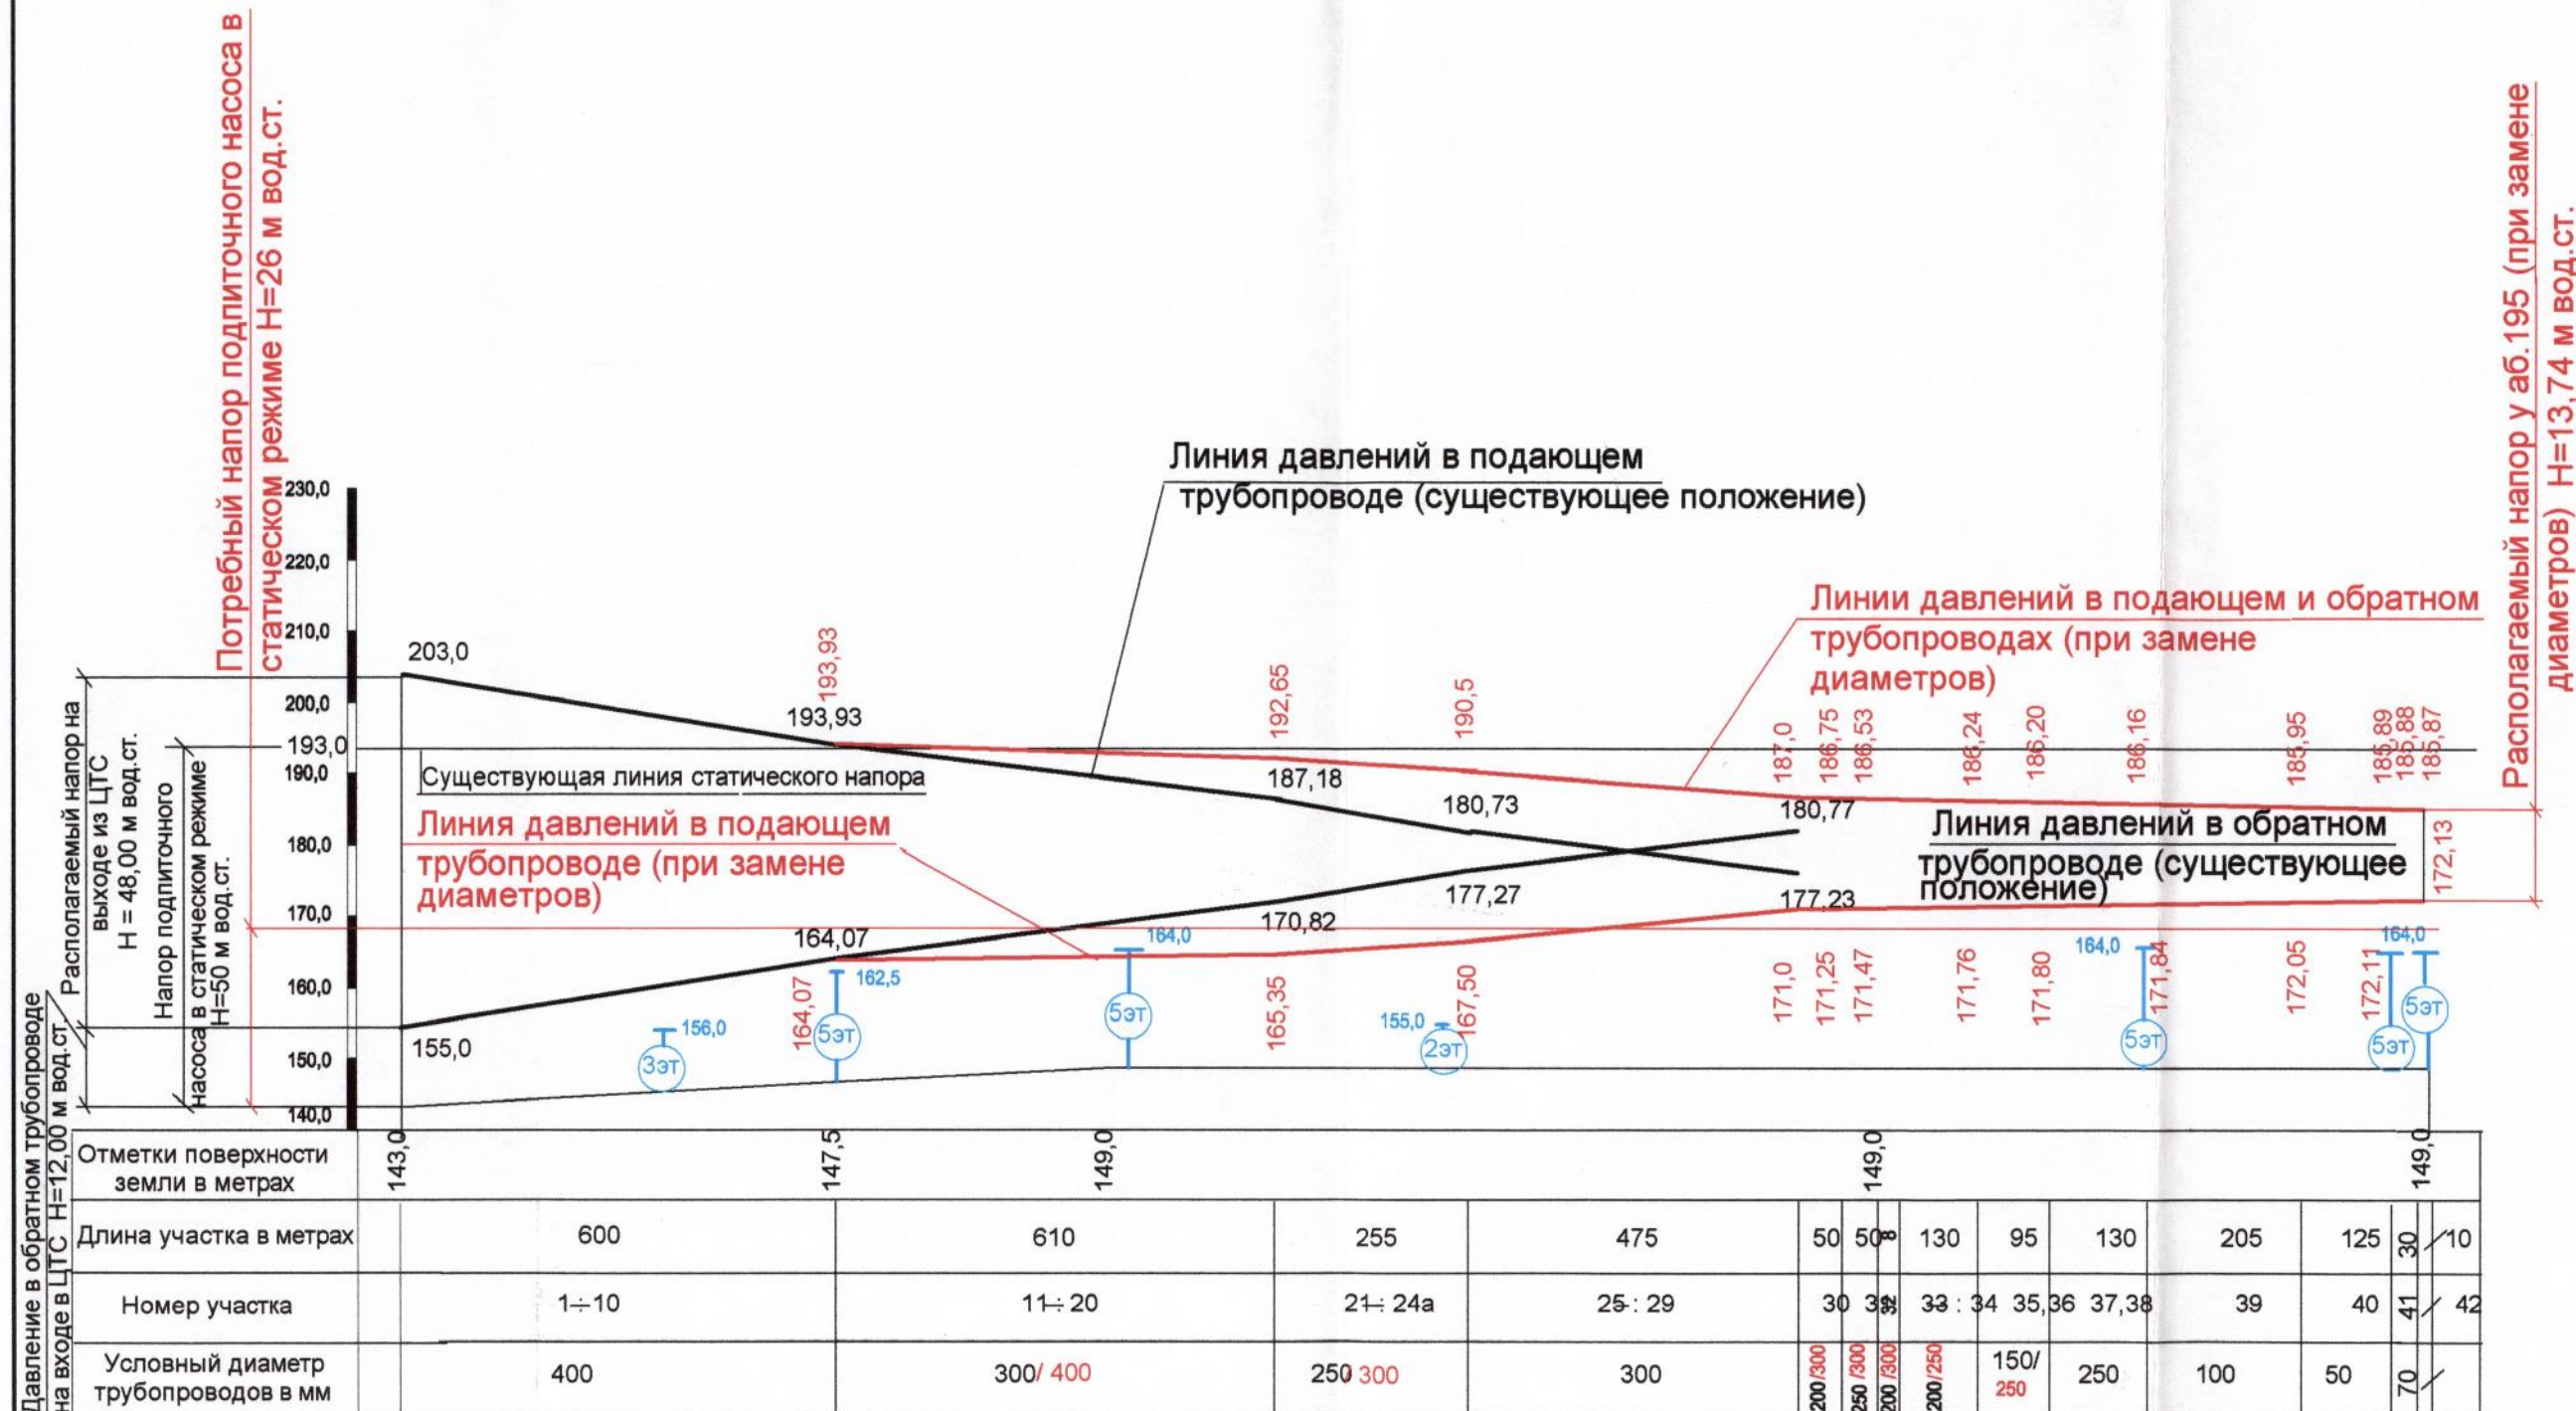 Потребный напор подпиточного насоса в
статическом режиме Н=26 м вод.ст.
Располагаемый напор у аб.195 (при замене
диаметров) Н=13,74 м вод.ст.
Линия давлений в подающем
трубопроводе (существующее положение)
Линии давлений в подающем и обратном
трубопроводах (при замене
диаметров)
230,0
220,0
210,0
200,0
193,0
190,0
180,0
170,0
160,0
150,0
140,0
Располагаемый напор на
выходе из ЦТС
Н = 48,00 м вод.ст.
Напор подпиточного
насоса в статическом режиме
Н=50 м вод.ст.
Давление в обратном трубопроводе
на входе в ЦТС Н=12,00 м вод.ст.
203,0
193,93
193,93
192,65
190,5
187,0
186,75
186,53
186,24
186,20
186,16
185,95
185,89
185,88
185,87
Существующая линия статического напора
187,18
180,73
180,77
Линия давлений в подающем
трубопроводе (при замене
диаметров)
Линия давлений в обратном
трубопроводе (существующее
положение)
172,13
177,27
177,23
170,82
164,07
155,0
164,07
165,35
167,50
171,0
171,25
171,47
171,76
171,80
171,84
172,05
172,11
156,0
3эт
162,5
5эт
164,0
5эт
155,0
2эт
164,0
5эт
164,0
5эт
5эт
Отметки поверхности
земли в метрах
143,0
147,5
149,0
149,0
149,0
Длина участка в метрах
600
610
255
475
50
50
8
130
95
130
205
125
30
10
Номер участка
1÷10
11÷20
21÷24а
25÷29
30
32
33÷34
35,36
37,38
39
40
41
42
Условный диаметр
трубопроводов в мм
400
300/ 400
250/ 300
300
200/300
250 /300
200 /300
200/250
150/
250
250
100
50
70